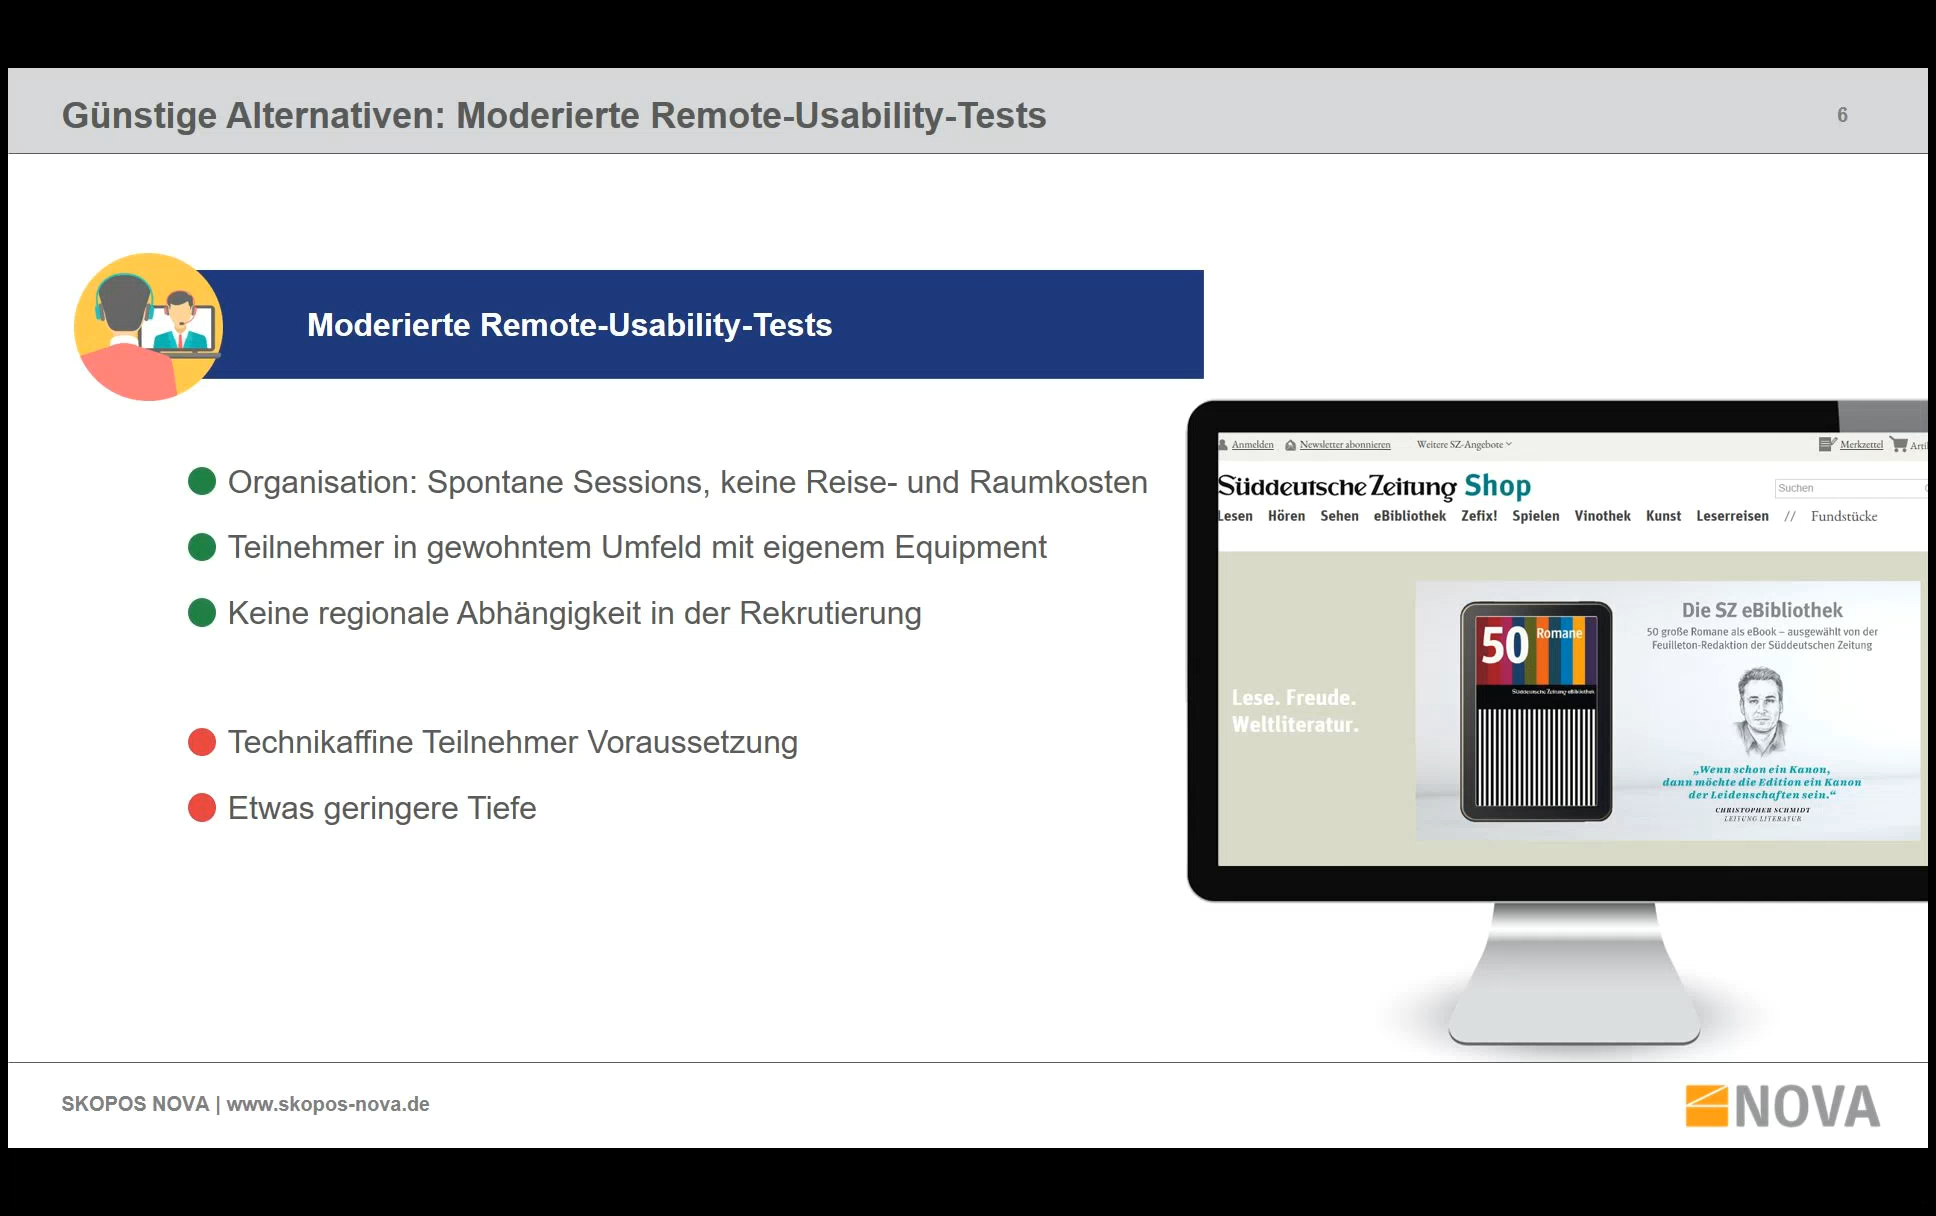 Günstige Alternativen: Moderierte Remote-Usability-Tests
6
Moderierte Remote-Usability-Tests
Organisation: Spontane Sessions, keine Reise- und Raumkosten
Teilnehmer in gewohntem Umfeld mit eigenem Equipment
Keine regionale Abhängigkeit in der Rekrutierung
Technikaffine Teilnehmer Voraussetzung
Etwas geringere Tiefe
Anmelden Newsletter abonnieren Weitere SZ-Angebote Merkzettel
Süddeutsche Zeitung Shop
Suchen
Lesen Hören Sehen eBibliothek Zefix! Spielen Vinothek Kunst Leserreisen // Fundstücke
Lese. Freude.
Weltliteratur.
50 Romane
Süddeutsche Zeitung eBibliothek
Die SZ eBibliothek
50 große Romane als eBook – ausgewählt von der
Feuilleton-Redaktion der Süddeutschen Zeitung
„Wenn schon ein Kanon,
dann möchte die Edition ein Kanon
der Leidenschaften sein.“
CHRISTOPHER SCHMIDT
LEITUNG LITERATUR
SKOPOS NOVA | www.skopos-nova.de
NOVA